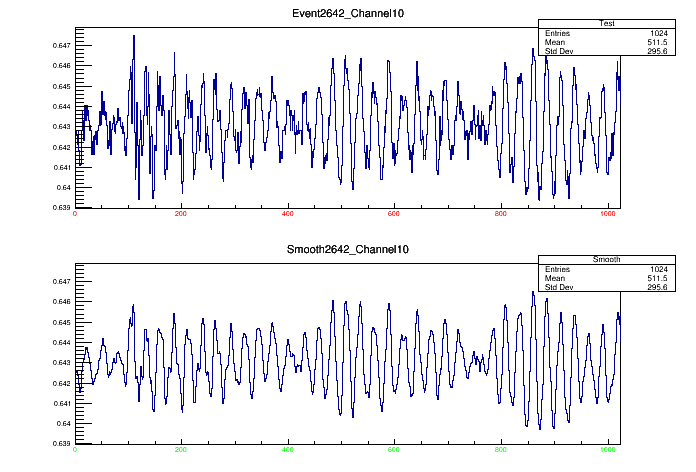 Event2642_Channel10
Test
Entries 1024
Mean 511.5
Std Dev 295.6
0.647
0.646
0.645
0.644
0.643
0.642
0.641
0.64
0.639
0 200 400 600 800 1000
Smooth2642_Channel10
Smooth
Entries 1024
Mean 511.5
Std Dev 295.6
0.647
0.646
0.645
0.644
0.643
0.642
0.641
0.64
0.639
0 200 400 600 800 1000